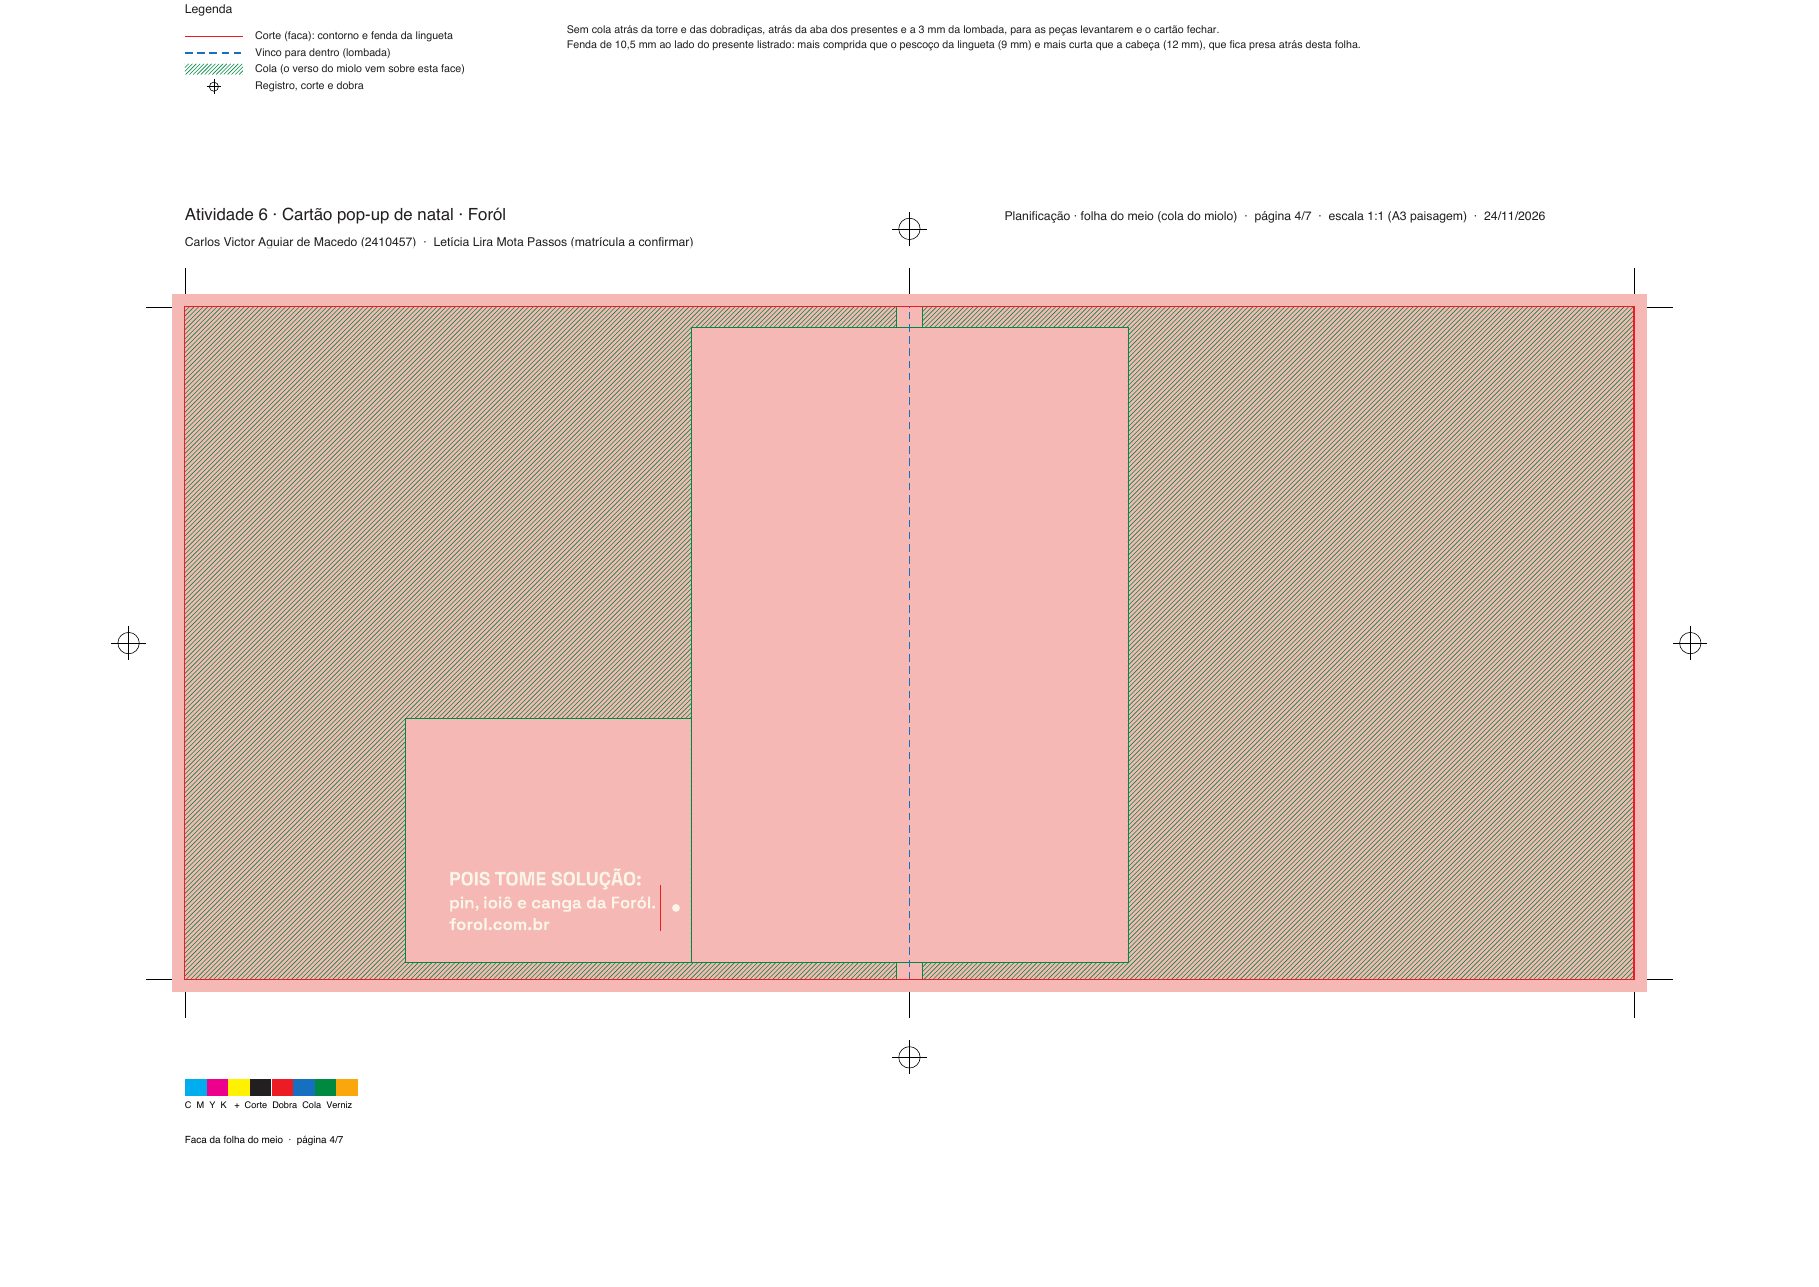 Legenda
Corte (faca): contorno e fenda da lingueta
Vinco para dentro (lombada)
Cola (o verso do miolo vem sobre esta face)
Registro, corte e dobra
Sem cola atrás da torre e das dobradiças, atrás da aba dos presentes e a 3 mm da lombada, para as peças levantarem e o cartão fechar.
Fenda de 10,5 mm ao lado do presente listrado: mais comprida que o pescoço da lingueta (9 mm) e mais curta que a cabeça (12 mm), que fica presa atrás desta folha.
Atividade 6 · Cartão pop-up de natal · Foról
Planificação · folha do meio (cola do miolo) · página 4/7 · escala 1:1 (A3 paisagem) · 24/11/2026
Carlos Victor Aguiar de Macedo (2410457) · Letícia Lira Mota Passos (matrícula a confirmar)
POIS TOME SOLUÇÃO:
pin, ioiô e canga da Foról.
forol.com.br
C M Y K + Corte Dobra Cola Verniz
Faca da folha do meio · página 4/7